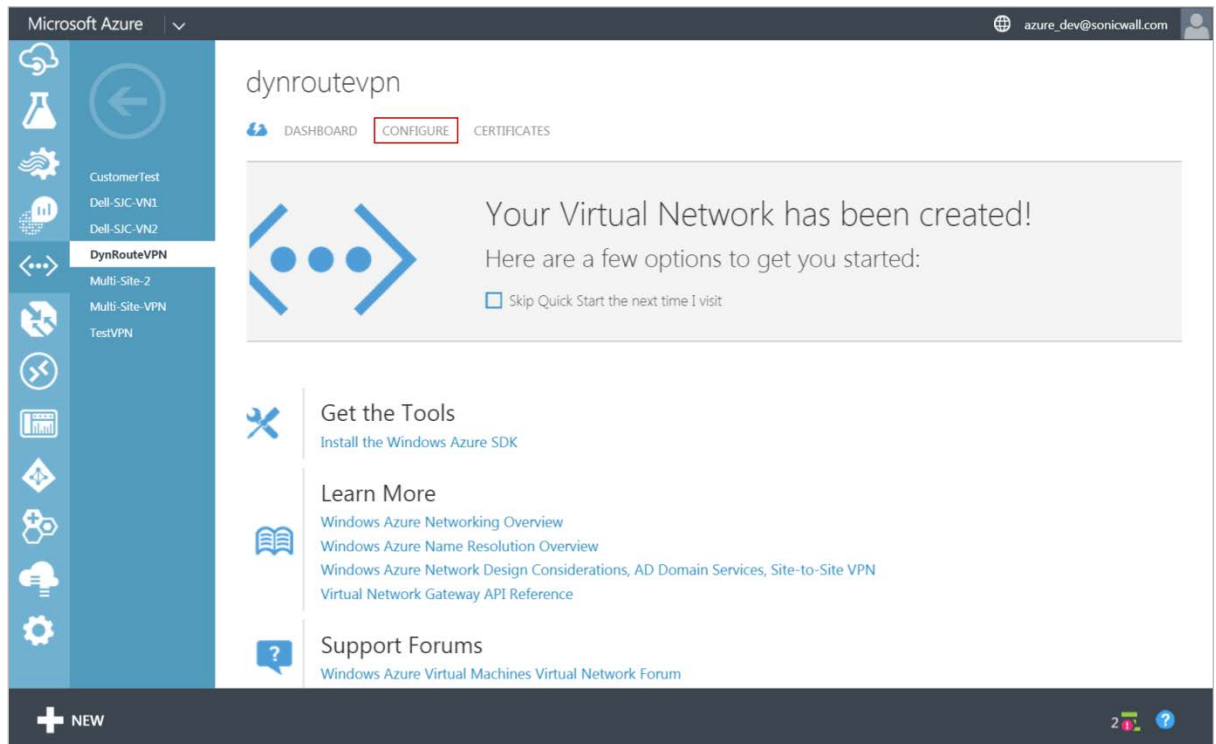 Microsoft Azure
azure_dev@sonicwall.com
CustomerTest
Dell-SJC-VN1
Dell-SJC-VN2
DynRouteVPN
Multi-Site-2
Multi-Site-VPN
TestVPN
dynroutevpn
DASHBOARD CONFIGURE CERTIFICATES
Your Virtual Network has been created!
Here are a few options to get you started:
Skip Quick Start the next time I visit
Get the Tools
Install the Windows Azure SDK
Learn More
Windows Azure Networking Overview
Windows Azure Name Resolution Overview
Windows Azure Network Design Considerations, AD Domain Services, Site-to-Site VPN
Virtual Network Gateway API Reference
Support Forums
Windows Azure Virtual Machines Virtual Network Forum
NEW
2